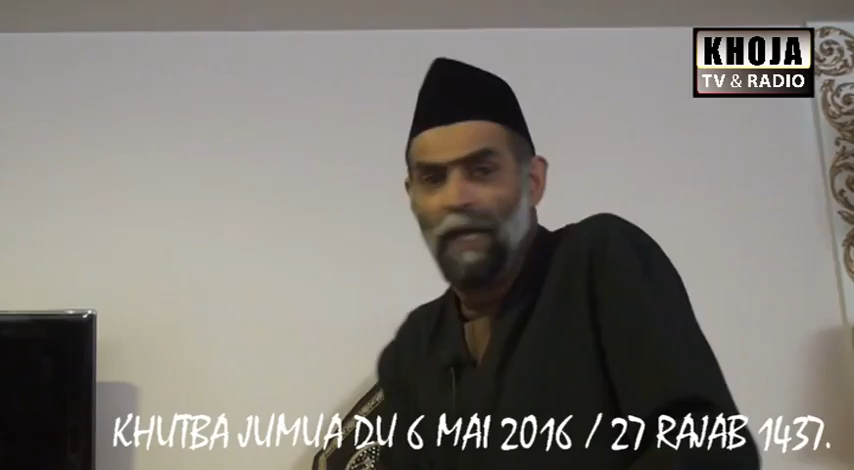 KHOJA
TV & RADIO
KHUTBA JUMUA DU 6 MAI 2016 / 27 RAJAB 1437.